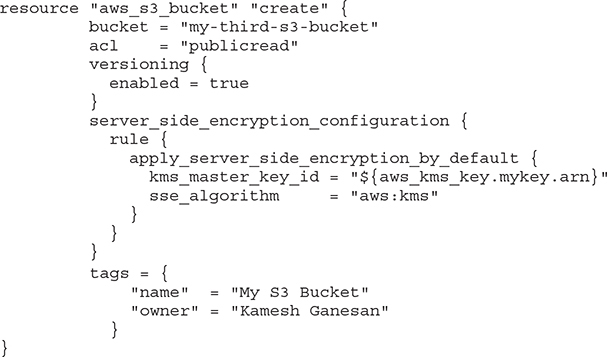 resource "aws_s3_bucket" "create" {
bucket = "my-third-s3-bucket"
acl    = "publicread"
versioning {
enabled = true
}
server_side_encryption_configuration {
rule {
apply_server_side_encryption_by_default {
kms_master_key_id = "${aws_kms_key.mykey.arn}"
sse_algorithm     = "aws:kms"
}
}
}
tags = {
"name"  = "My S3 Bucket"
"owner" = "Kamesh Ganesan"
}
}